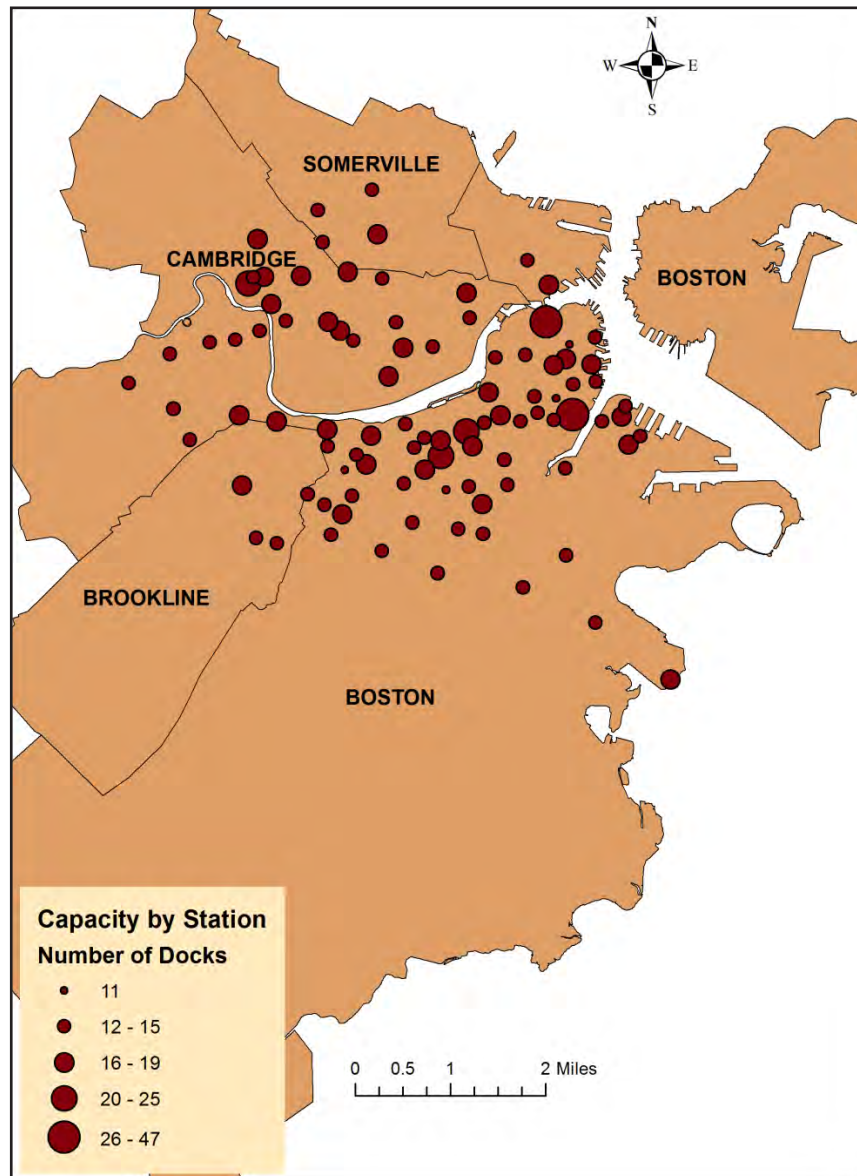 N
W E
S
SOMERVILLE
CAMBRIDGE
BOSTON
BROOKLINE
BOSTON
Capacity by Station
Number of Docks
11
12 - 15
16 - 19
20 - 25
26 - 47
0 0.5 1 2 Miles